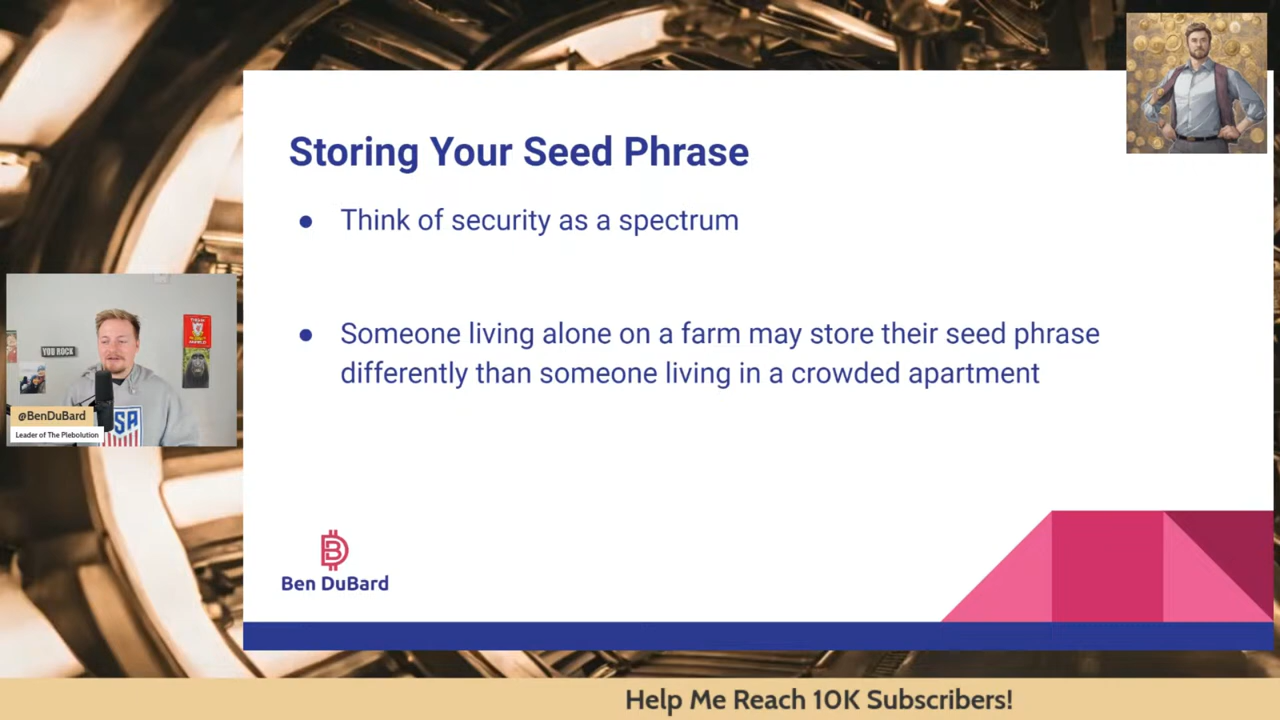 Storing Your Seed Phrase
● Think of security as a spectrum
● Someone living alone on a farm may store their seed phrase
differently than someone living in a crowded apartment
YOU ROCK
USA
@BenDuBard
Leader of The Plebolution
Ben DuBard
Help Me Reach 10K Subscribers!